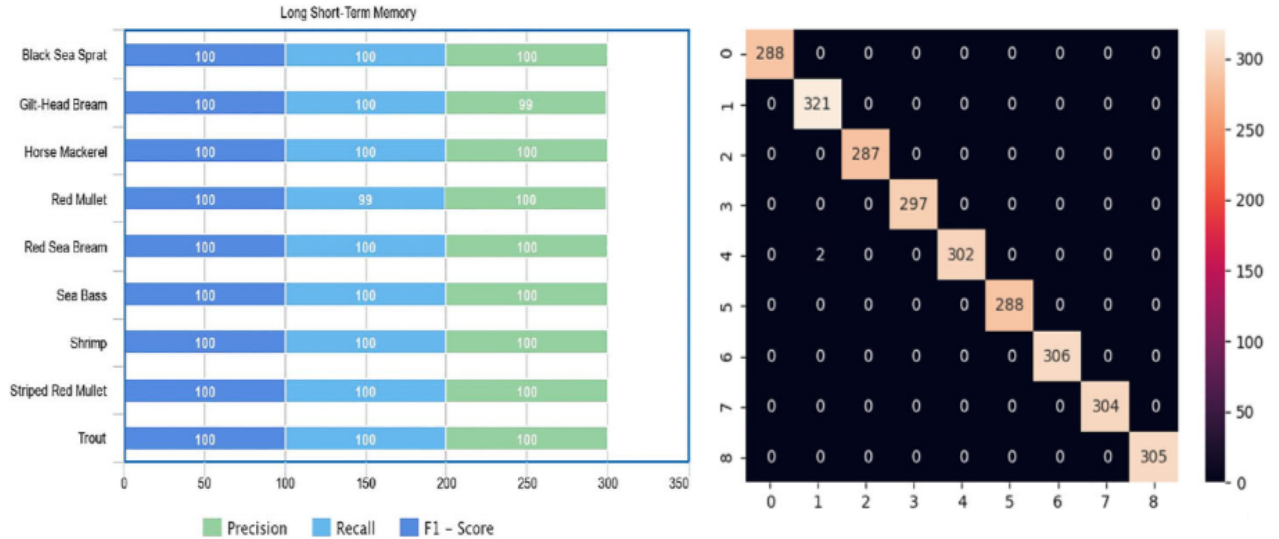 Long Short-Term Memory
Black Sea Sprat 100 100 100
Gilt-Head Bream 100 100 99
Horse Mackerel 100 100 100
Red Mullet 100 99 100
Red Sea Bream 100 100 100
Sea Bass 100 100 100
Shrimp 100 100 100
Striped Red Mullet 100 100 100
Trout 100 100 100
0 50 100 150 200 250 300 350
Precision Recall F1 – Score
0 288 0 0 0 0 0 0 0 0
1 0 321 0 0 0 0 0 0 0
2 0 0 287 0 0 0 0 0 0
3 0 0 0 297 0 0 0 0 0
4 0 2 0 0 302 0 0 0 0
5 0 0 0 0 0 288 0 0 0
6 0 0 0 0 0 0 306 0 0
7 0 0 0 0 0 0 0 304 0
8 0 0 0 0 0 0 0 0 305
0 1 2 3 4 5 6 7 8
300
250
200
150
100
50
0